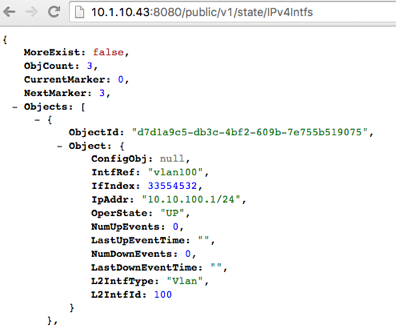 10.1.10.43:8080/public/v1/state/IPv4Intfs
{
MoreExist: false,
ObjCount: 3,
CurrentMarker: 0,
NextMarker: 3,
- Objects: [
- {
ObjectId: "d7d1a9c5-db3c-4bf2-609b-7e755b519075",
- Object: {
ConfigObj: null,
IntfRef: "vlan100",
IfIndex: 33554532,
IpAddr: "10.10.100.1/24",
OperState: "UP",
NumUpEvents: 0,
LastUpEventTime: "",
NumDownEvents: 0,
LastDownEventTime: "",
L2IntfType: "Vlan",
L2IntfId: 100
}
},